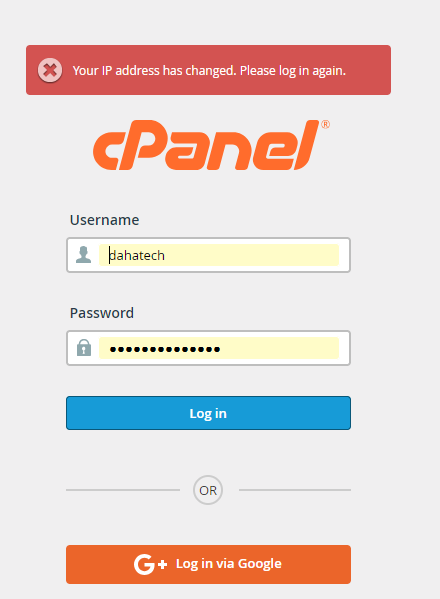 Your IP address has changed. Please log in again.
cPanel®
Username
dahatech
Password
••••••••••••••
Log in
OR
G+ Log in via Google